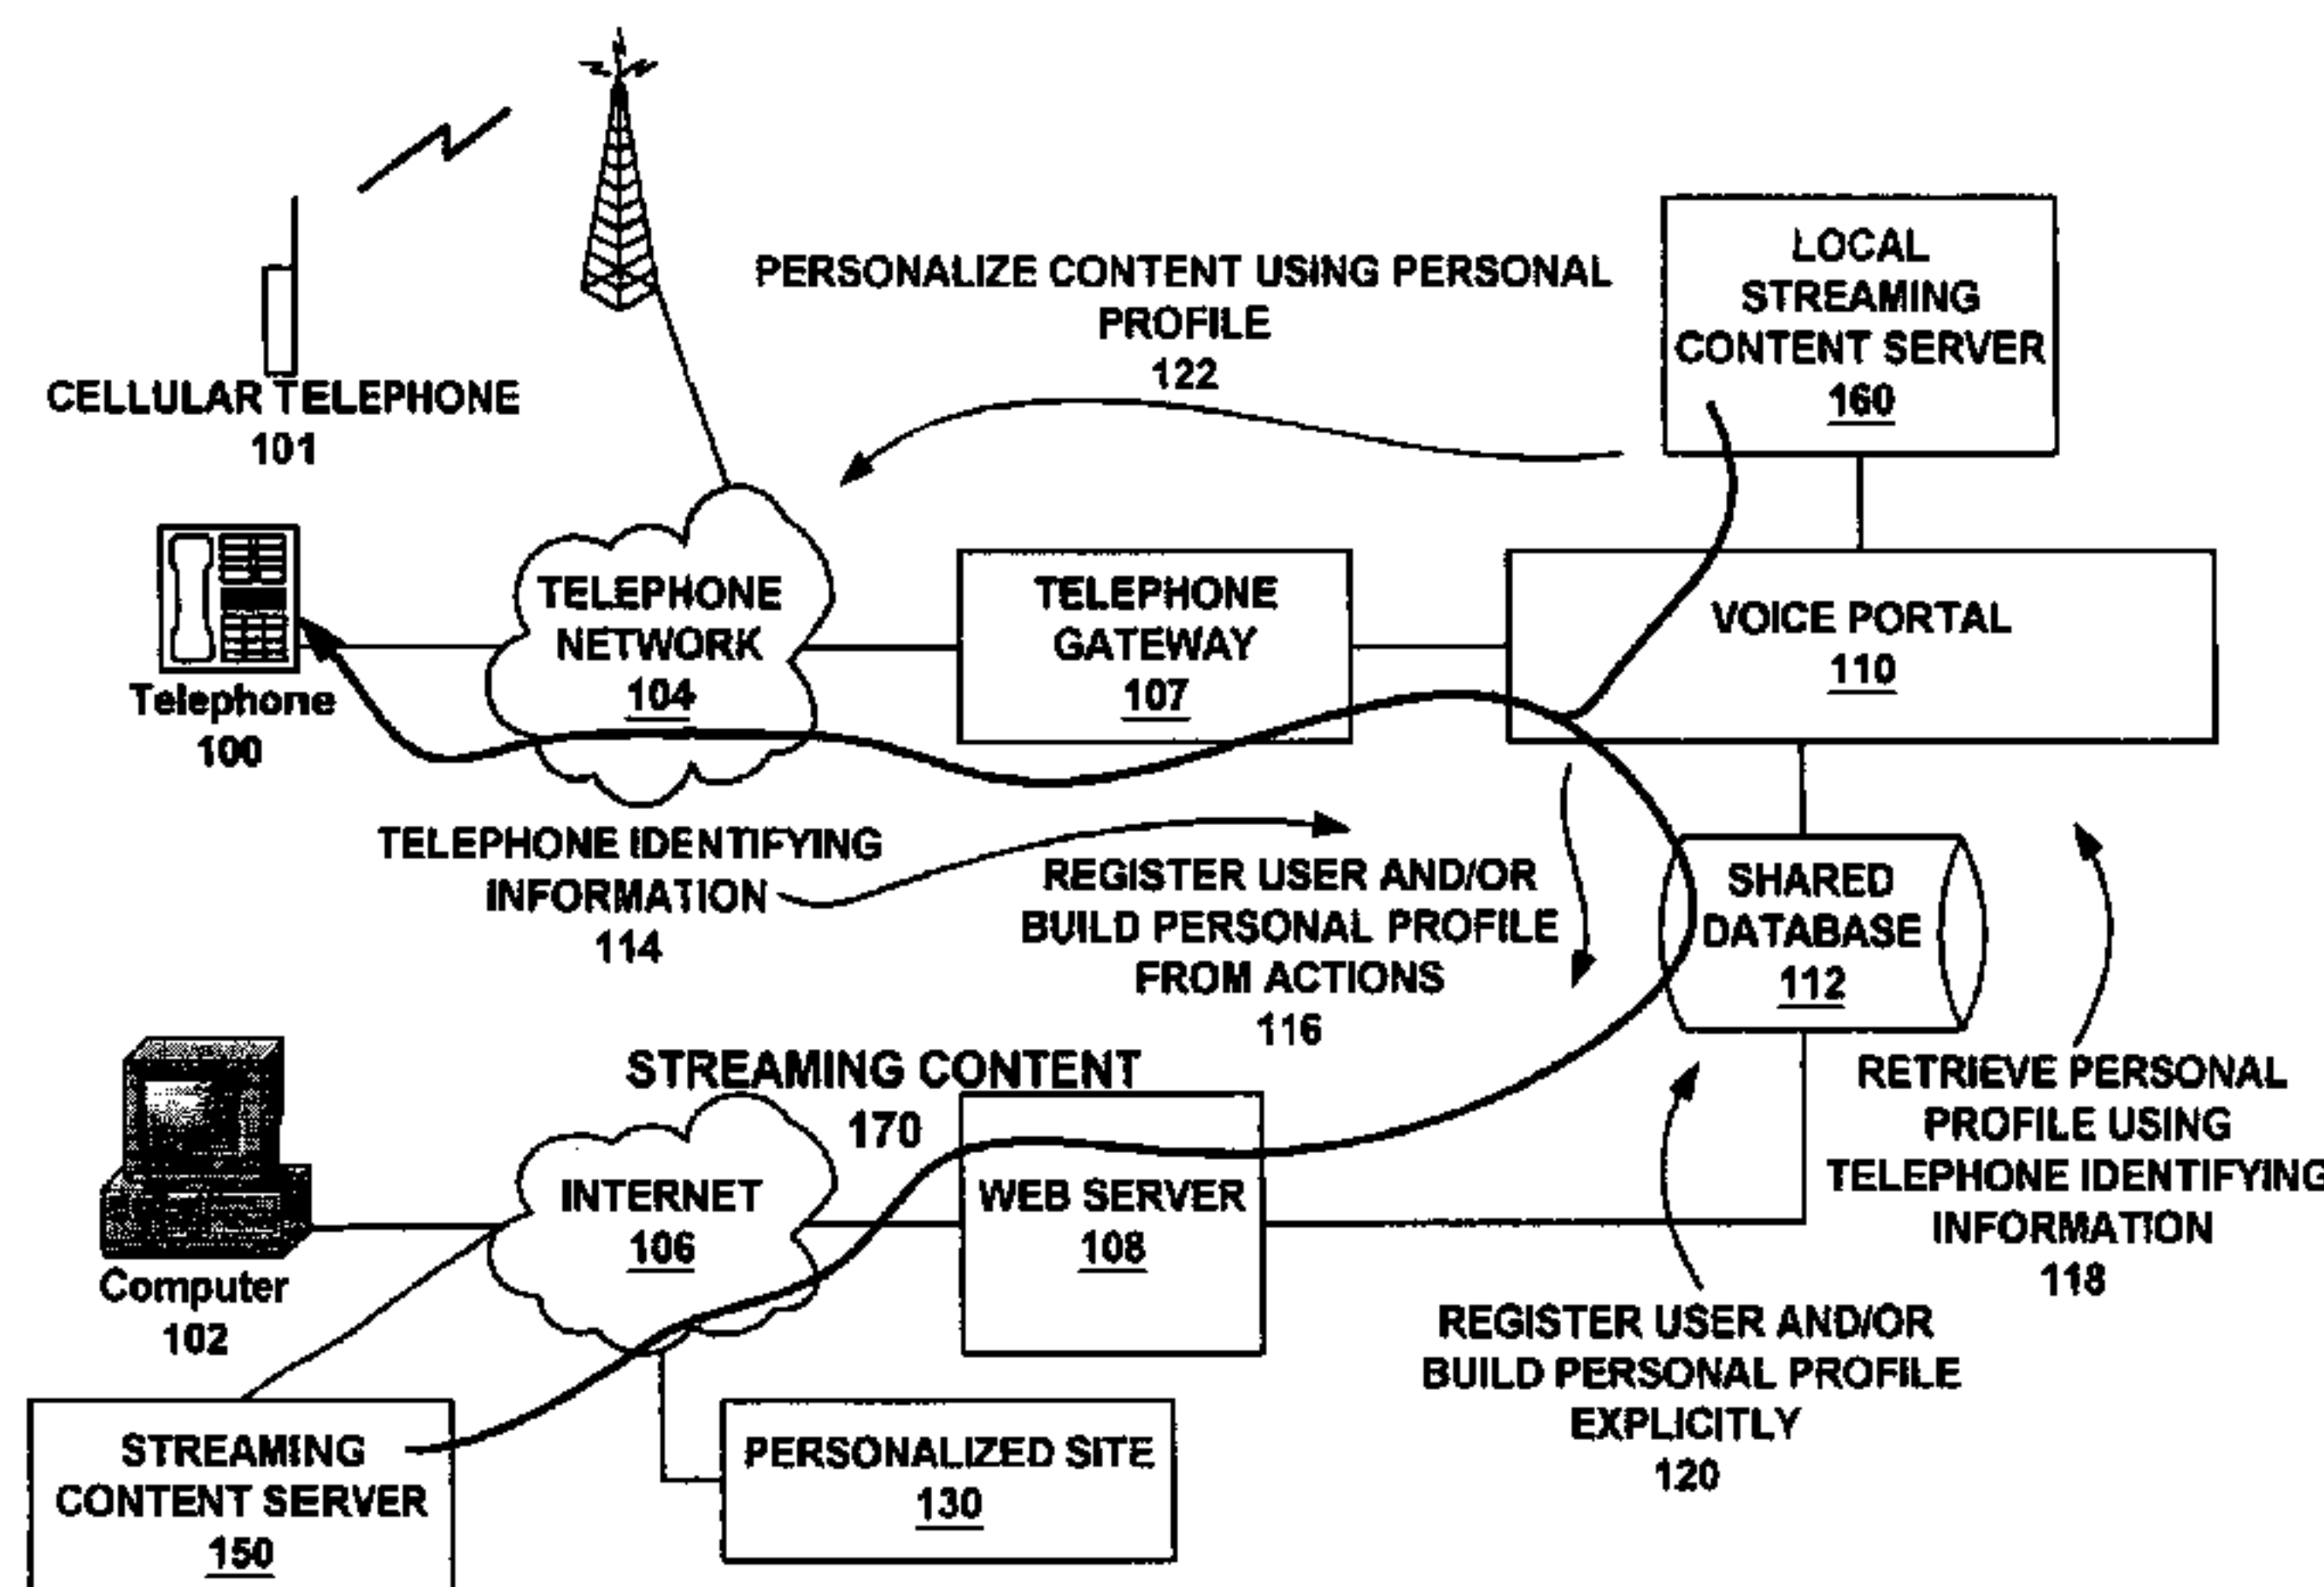 PERSONALIZE CONTENT USING PERSONAL
PROFILE
122
LOCAL
STREAMING
CONTENT SERVER
160
CELLULAR TELEPHONE
101
TELEPHONE
NETWORK
104
TELEPHONE
GATEWAY
107
VOICE PORTAL
110
Telephone
100
TELEPHONE IDENTIFYING
INFORMATION
114
REGISTER USER AND/OR
BUILD PERSONAL PROFILE
FROM ACTIONS
116
SHARED
DATABASE
112
STREAMING CONTENT
170
RETRIEVE PERSONAL
PROFILE USING
TELEPHONE IDENTIFYING
INFORMATION
118
INTERNET
106
WEB SERVER
108
Computer
102
REGISTER USER AND/OR
BUILD PERSONAL PROFILE
EXPLICITLY
120
STREAMING
CONTENT SERVER
150
PERSONALIZED SITE
130